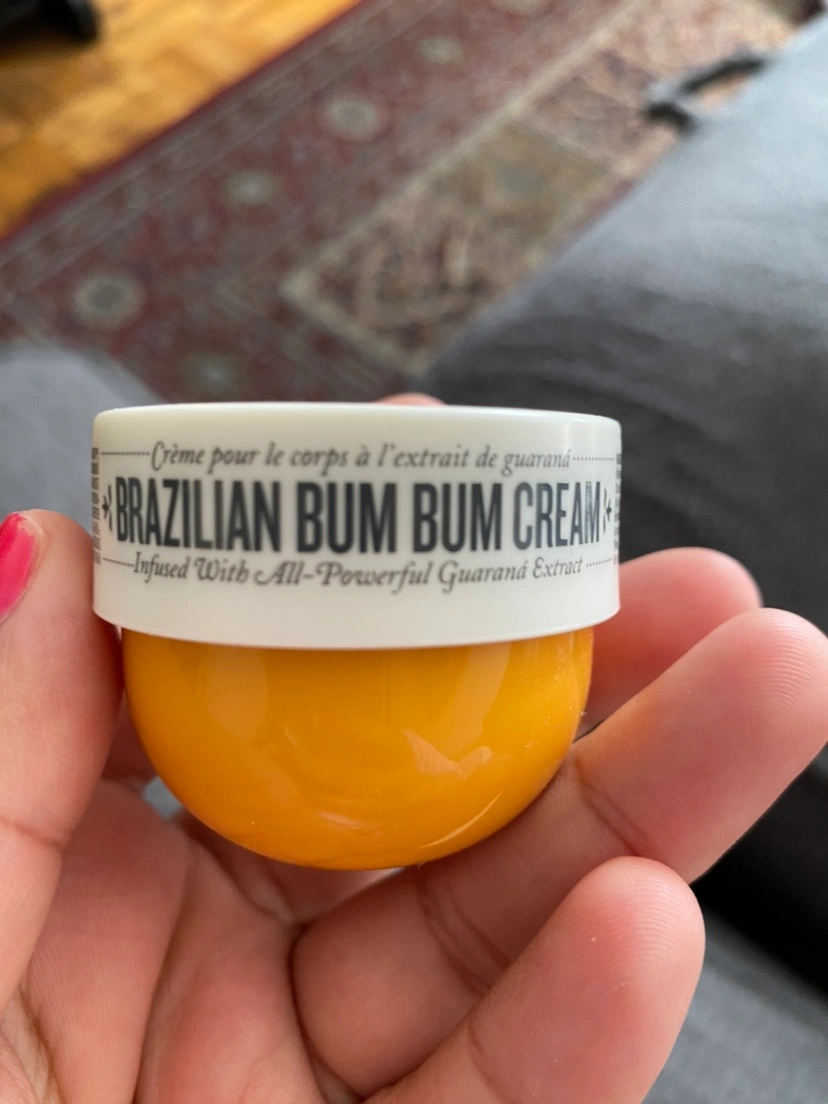 Crème pour le corps à l'extrait de guaraná
BRAZILIAN BUM BUM CREAM
Infused With All-Powerful Guaraná Extract